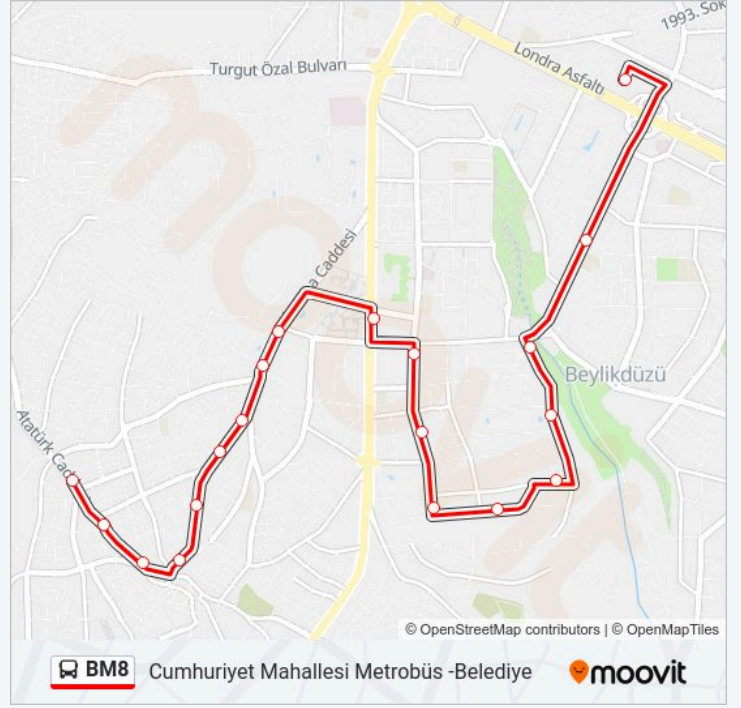 1993. Sok
Londra Asfaltı
Turgut Özal Bulvarı
a Caddesi
Beylikdüzü
Atatürk Cad
moovit
© OpenStreetMap contributors | © OpenMapTiles
BM8 Cumhuriyet Mahallesi Metrobüs -Belediye moovit